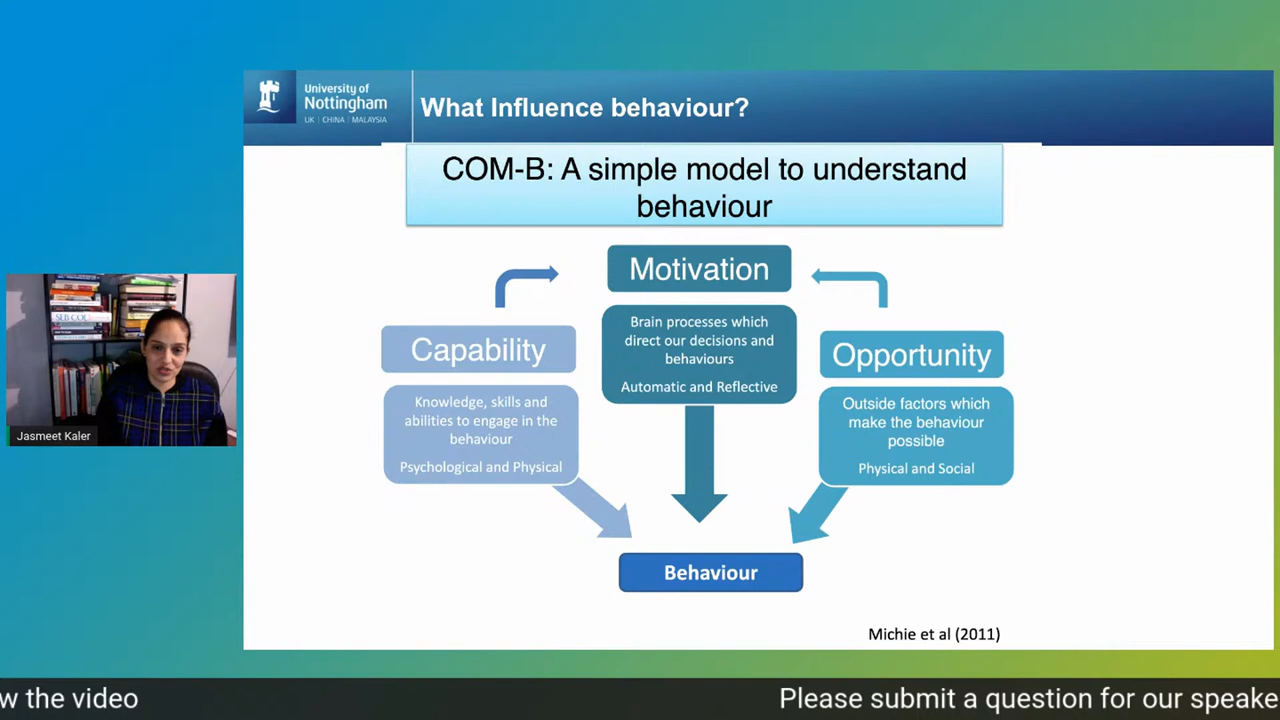 University of
Nottingham
UK | CHINA | MALAYSIA
What Influence behaviour?
COM-B: A simple model to understand
behaviour
Motivation
Brain processes which
direct our decisions and
behaviours
Automatic and Reflective
Capability
Knowledge, skills and
abilities to engage in the
behaviour
Psychological and Physical
Opportunity
Outside factors which
make the behaviour
possible
Physical and Social
Behaviour
Michie et al (2011)
Jasmeet Kaler
w the video
Please submit a question for our speake